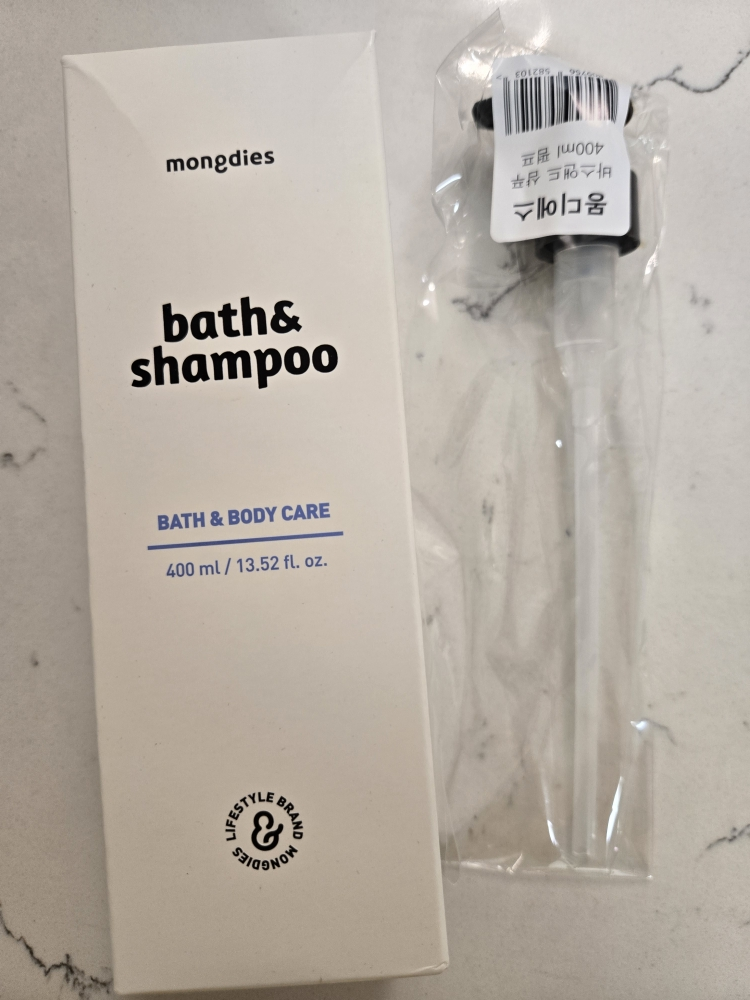 mongdies
bath&
shampoo
BATH & BODY CARE
400 ml / 13.52 fl. oz.
LIFESTYLE BRAND MONGDIES
&
몽디에스
바스앤드 샴푸
400ml 펌프
582103